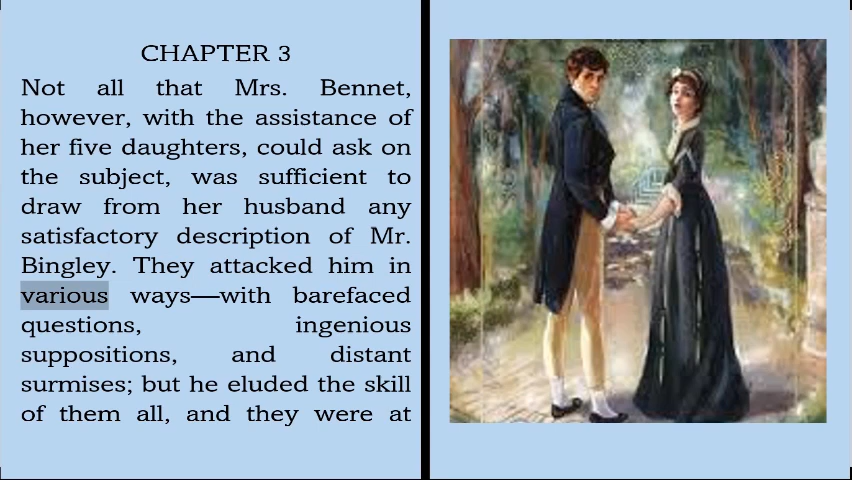 CHAPTER 3
Not all that Mrs. Bennet,
however, with the assistance of
her five daughters, could ask on
the subject, was sufficient to
draw from her husband any
satisfactory description of Mr.
Bingley. They attacked him in
various ways—with barefaced
questions, ingenious
suppositions, and distant
surmises; but he eluded the skill
of them all, and they were at